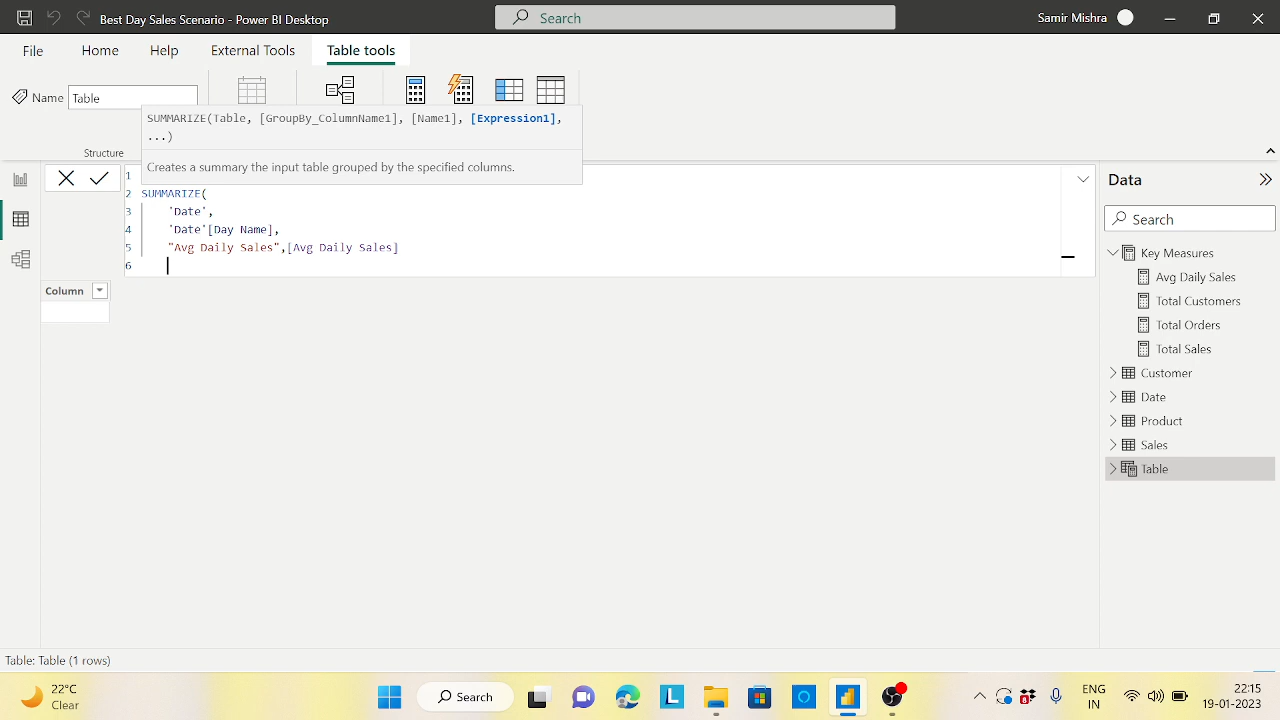 Best Day Sales Scenario - Power BI Desktop
Search
Samir Mishra
File
Home
Help
External Tools
Table tools
Name
Table
Structure
SUMMARIZE(Table, [GroupBy_ColumnName1], [Name1], [Expression1],
...)
Creates a summary the input table grouped by the specified columns.
1
2 SUMMARIZE(
3 'Date',
4 'Date'[Day Name],
5 "Avg Daily Sales",[Avg Daily Sales]
6
Column
Data
Search
Key Measures
Avg Daily Sales
Total Customers
Total Orders
Total Sales
Customer
Date
Product
Sales
Table
Table: Table (1 rows)
22°C
Clear
Search
L
8
ENG
IN
22:15
19-01-2023